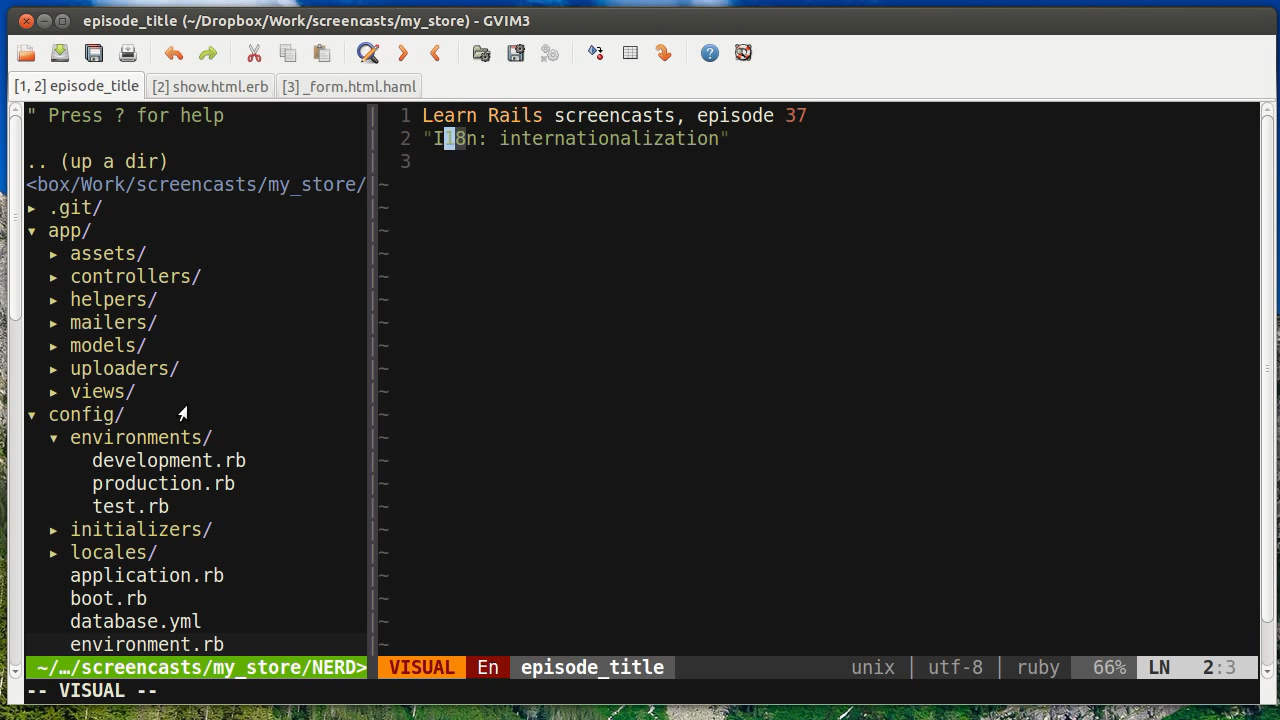 episode_title (~/Dropbox/Work/screencasts/my_store) - GVIM3
[1, 2] episode_title
[2] show.html.erb
[3] _form.html.haml
" Press ? for help
.. (up a dir)
<box/Work/screencasts/my_store/
▸ .git/
▾ app/
▸ assets/
▸ controllers/
▸ helpers/
▸ mailers/
▸ models/
▸ uploaders/
▸ views/
▾ config/
▾ environments/
development.rb
production.rb
test.rb
▸ initializers/
▸ locales/
application.rb
boot.rb
database.yml
environment.rb
~/…/screencasts/my_store/NERD>
1 Learn Rails screencasts, episode 37
2 "I18n: internationalization"
3
VISUAL En episode_title unix | utf-8 | ruby 66% LN 2:3
-- VISUAL --